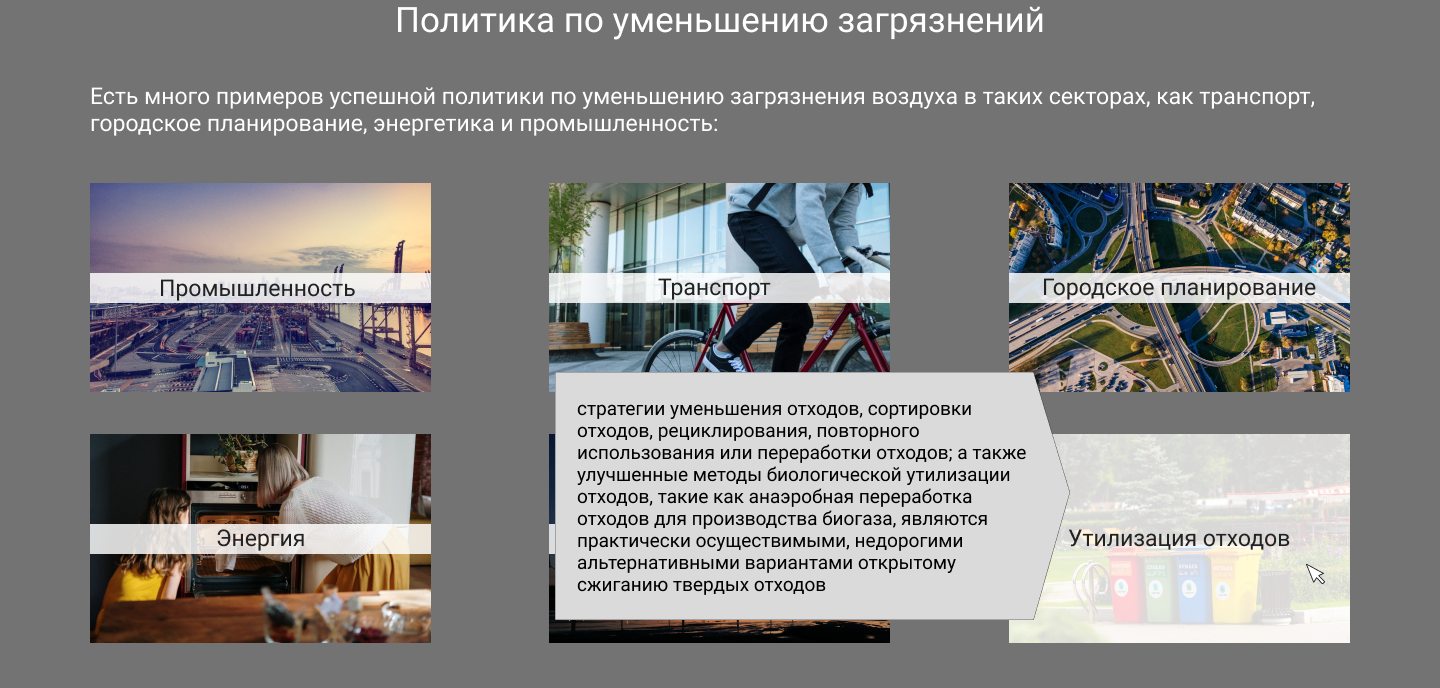 Политика по уменьшению загрязнений
Есть много примеров успешной политики по уменьшению загрязнения воздуха в таких секторах, как транспорт,
городское планирование, энергетика и промышленность:
Промышленность
Транспорт
Городское планирование
Энергия
стратегии уменьшения отходов, сортировки
отходов, рециклирования, повторного
использования или переработки отходов; а также
улучшенные методы биологической утилизации
отходов, такие как анаэробная переработка
отходов для производства биогаза, являются
практически осуществимыми, недорогими
альтернативными вариантами открытому
сжиганию твердых отходов
Утилизация отходов